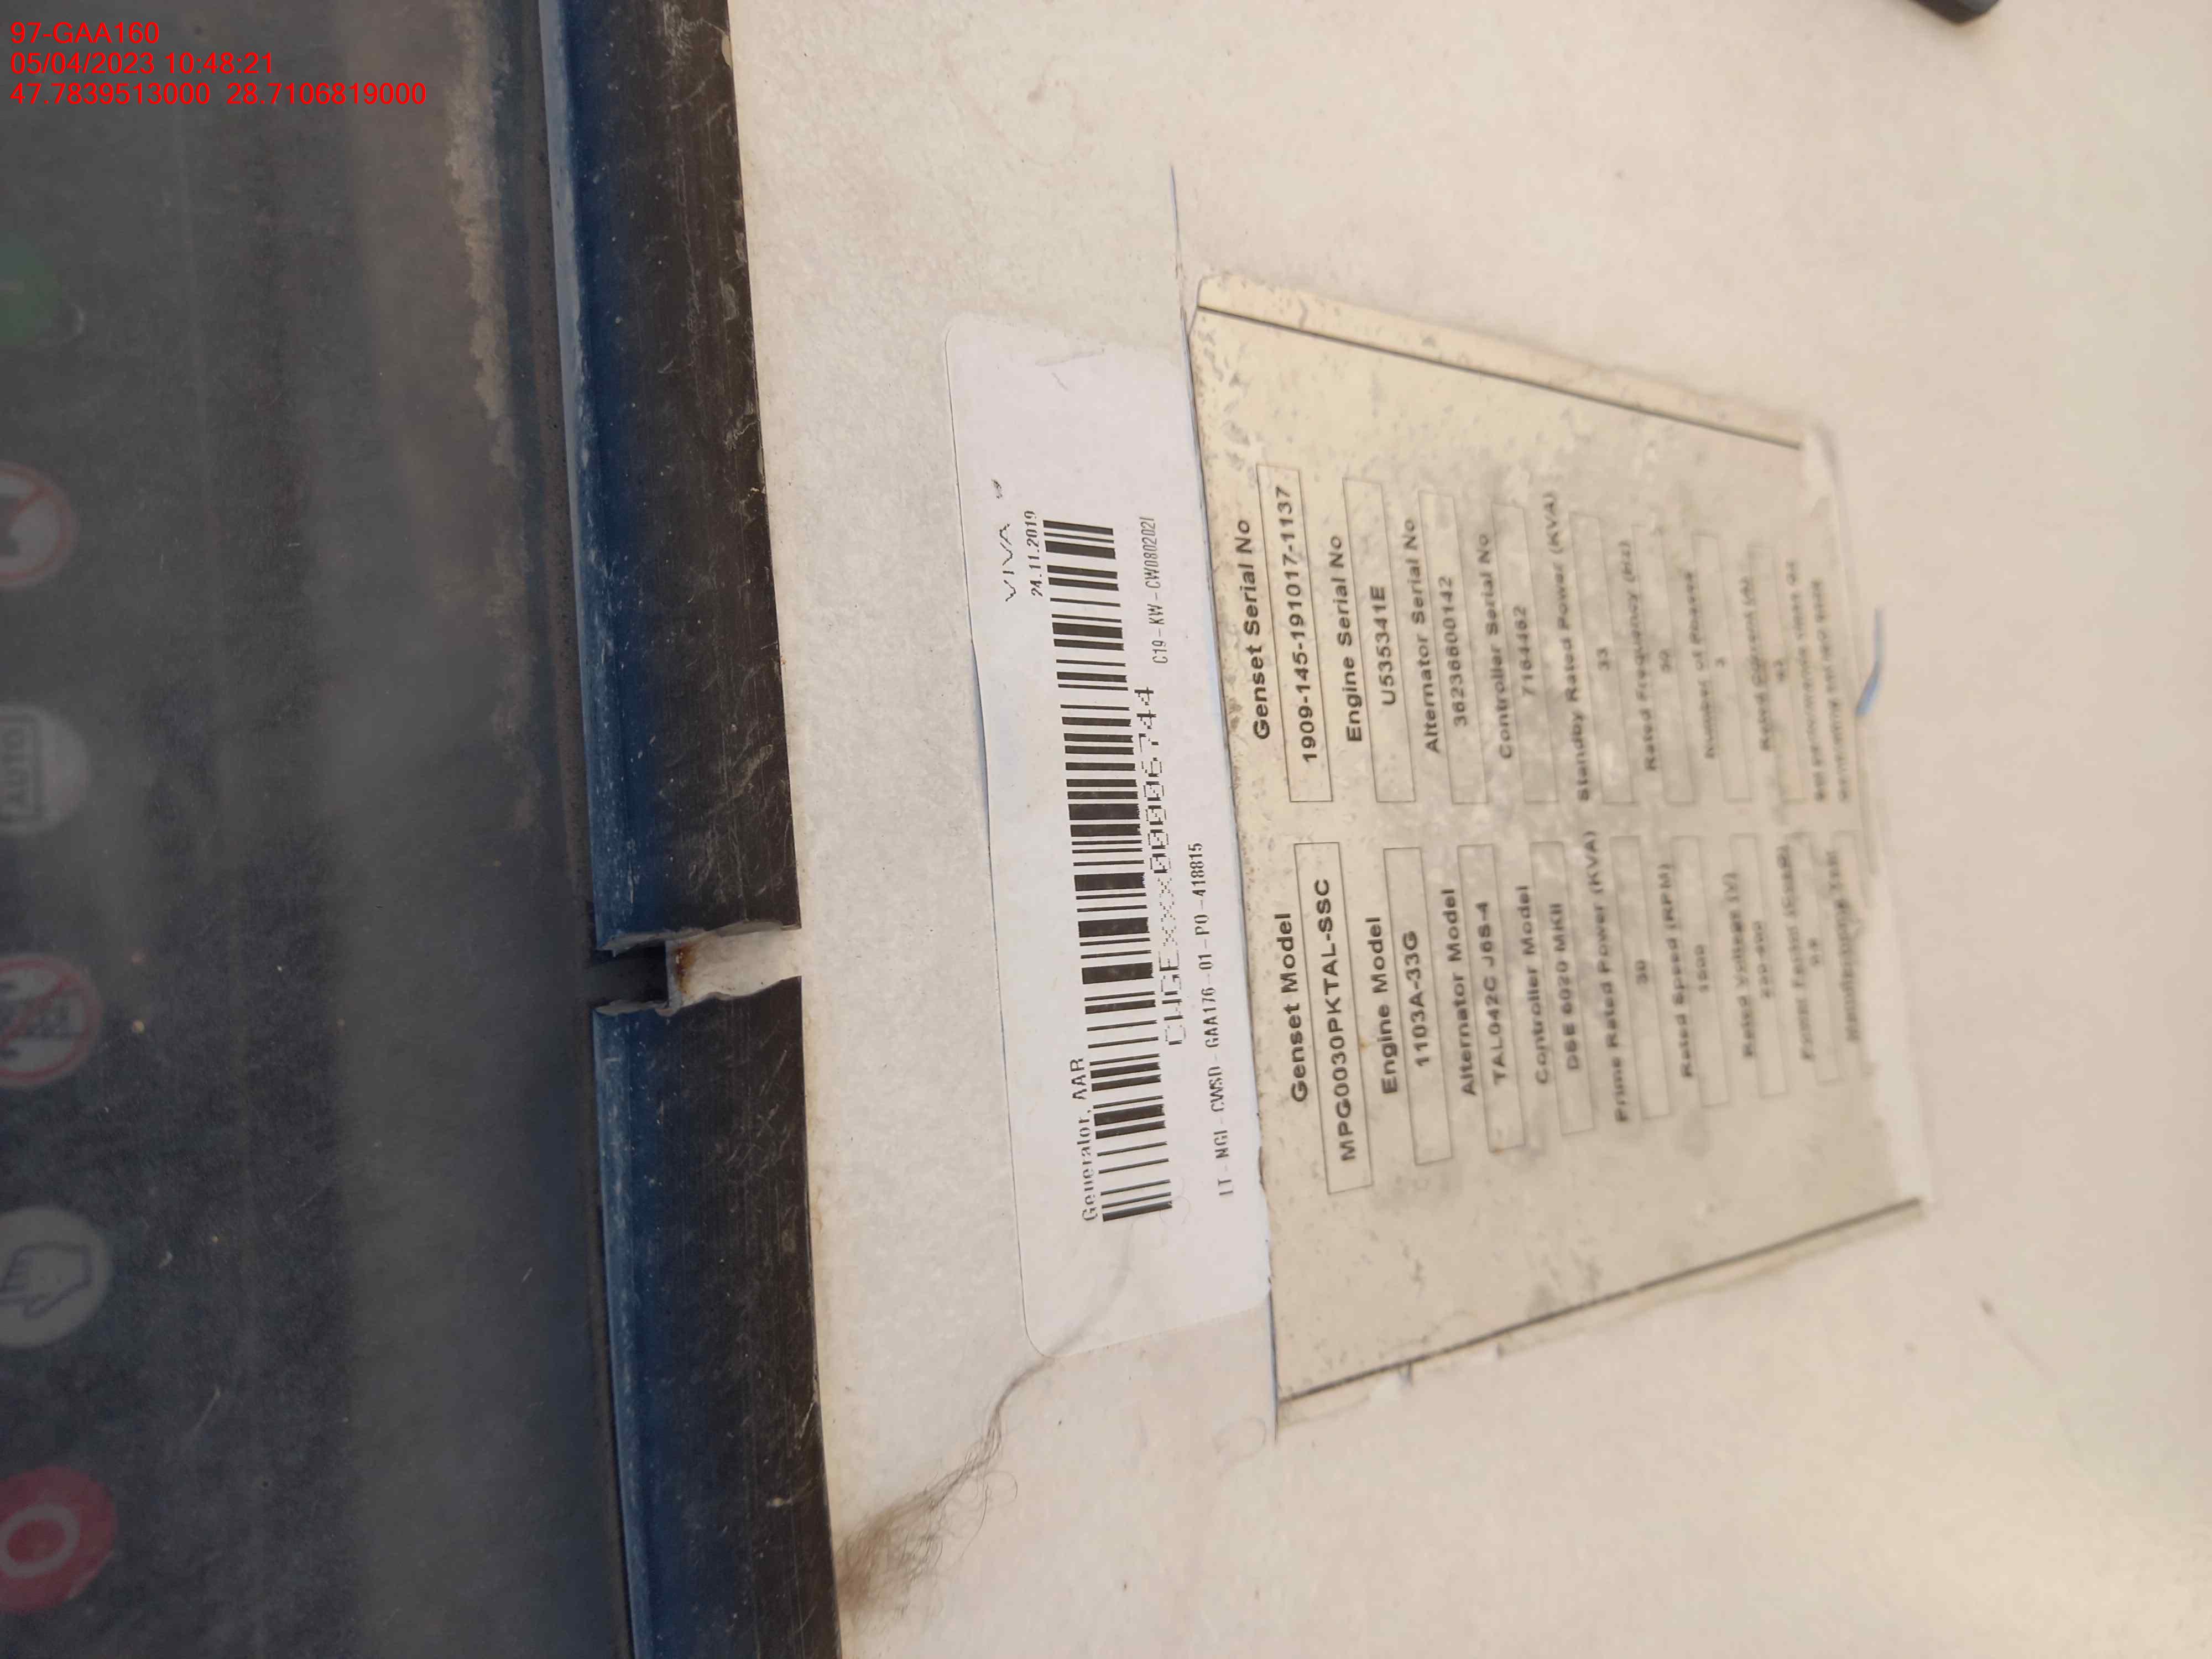 97-GAA160
05/04/2023 10:48:21
47.7839513000 28.7106819000
AUTO
VIVA
Generator, AAR
24.11.2019
CWGEXXX000006744
C19-KW-CW0802021
IT-NGI-CWSD-GAA176-01-PO-418815
Genset Model
Genset Serial No
MPG0030PKTAL-SSC
1909-145-191017-1137
Engine Model
Engine Serial No
1103A-33G
U535341E
Alternator Model
Alternator Serial No
TAL042C J6S-4
Controller Model
Controller Serial No
DSE 6020 MKII
Prime Rated Power (KVA)
Standby Rated Power (KVA)
30
33
Rated Speed (RPM)
Rated Frequency (Hz)
1500
50
Rated Voltage (V)
Number of Phases
3
Rated Current (A)